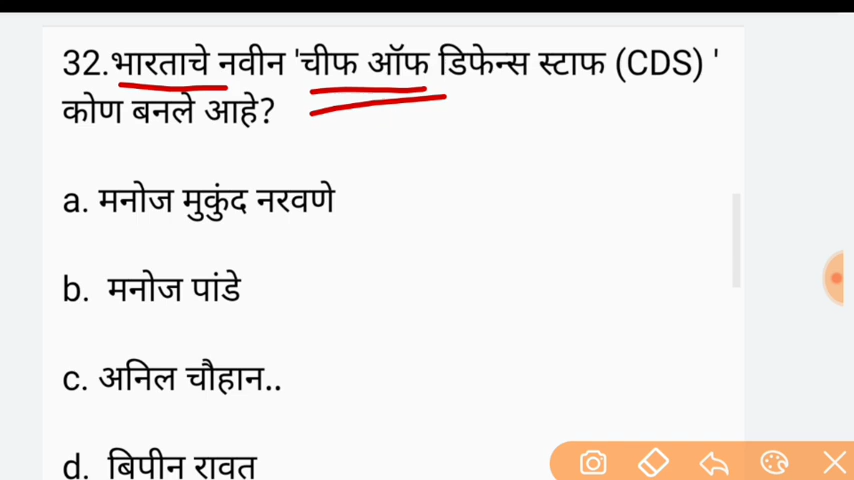 32.भारताचे नवीन 'चीफ ऑफ डिफेन्स स्टाफ (CDS) '
कोण बनले आहे?
a. मनोज मुकुंद नरवणे
b. मनोज पांडे
c. अनिल चौहान..
d. बिपीन रावत